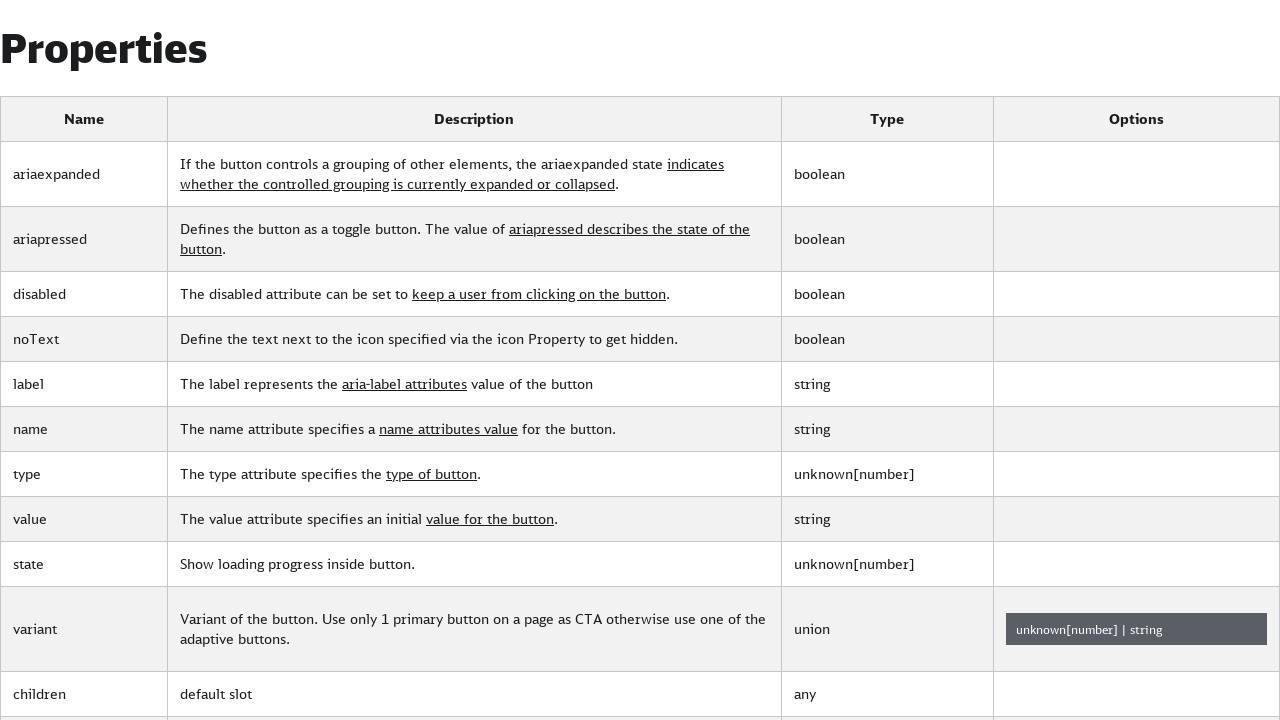 Properties
Name Description Type Options
ariaexpanded If the button controls a grouping of other elements, the ariaexpanded state indicates whether the controlled grouping is currently expanded or collapsed. boolean
ariapressed Defines the button as a toggle button. The value of ariapressed describes the state of the button. boolean
disabled The disabled attribute can be set to keep a user from clicking on the button. boolean
noText Define the text next to the icon specified via the icon Property to get hidden. boolean
label The label represents the aria-label attributes value of the button string
name The name attribute specifies a name attributes value for the button. string
type The type attribute specifies the type of button. unknown[number]
value The value attribute specifies an initial value for the button. string
state Show loading progress inside button. unknown[number]
variant Variant of the button. Use only 1 primary button on a page as CTA otherwise use one of the adaptive buttons. union unknown[number] | string
children default slot any